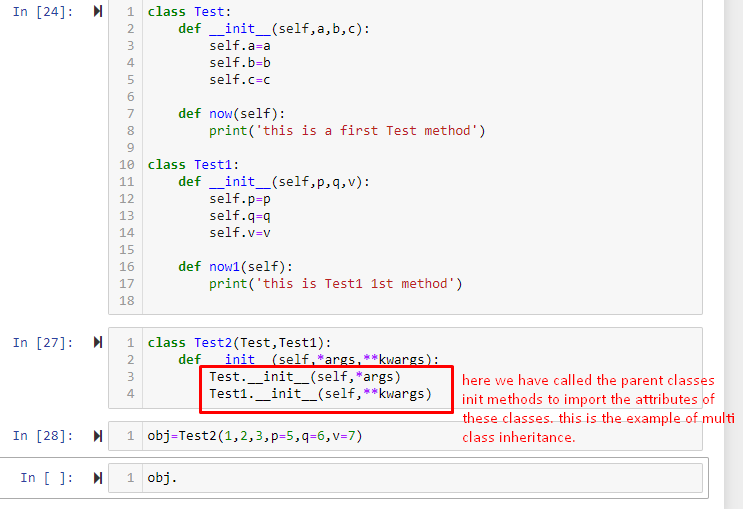 In [24]:
1 class Test:
2     def __init__(self,a,b,c):
3         self.a=a
4         self.b=b
5         self.c=c
6
7     def now(self):
8         print('this is a first Test method')
9
10 class Test1:
11     def __init__(self,p,q,v):
12         self.p=p
13         self.q=q
14         self.v=v
15
16     def now1(self):
17         print('this is Test1 1st method')
18
In [27]:
1 class Test2(Test,Test1):
2     def __init__(self,*args,**kwargs):
3         Test.__init__(self,*args)
4         Test1.__init__(self,**kwargs)
here we have called the parent classes
init methods to import the attributes of
these classes. this is the example of multi
class inheritance.
In [28]:
1 obj=Test2(1,2,3,p=5,q=6,v=7)
In [ ]:
1 obj.